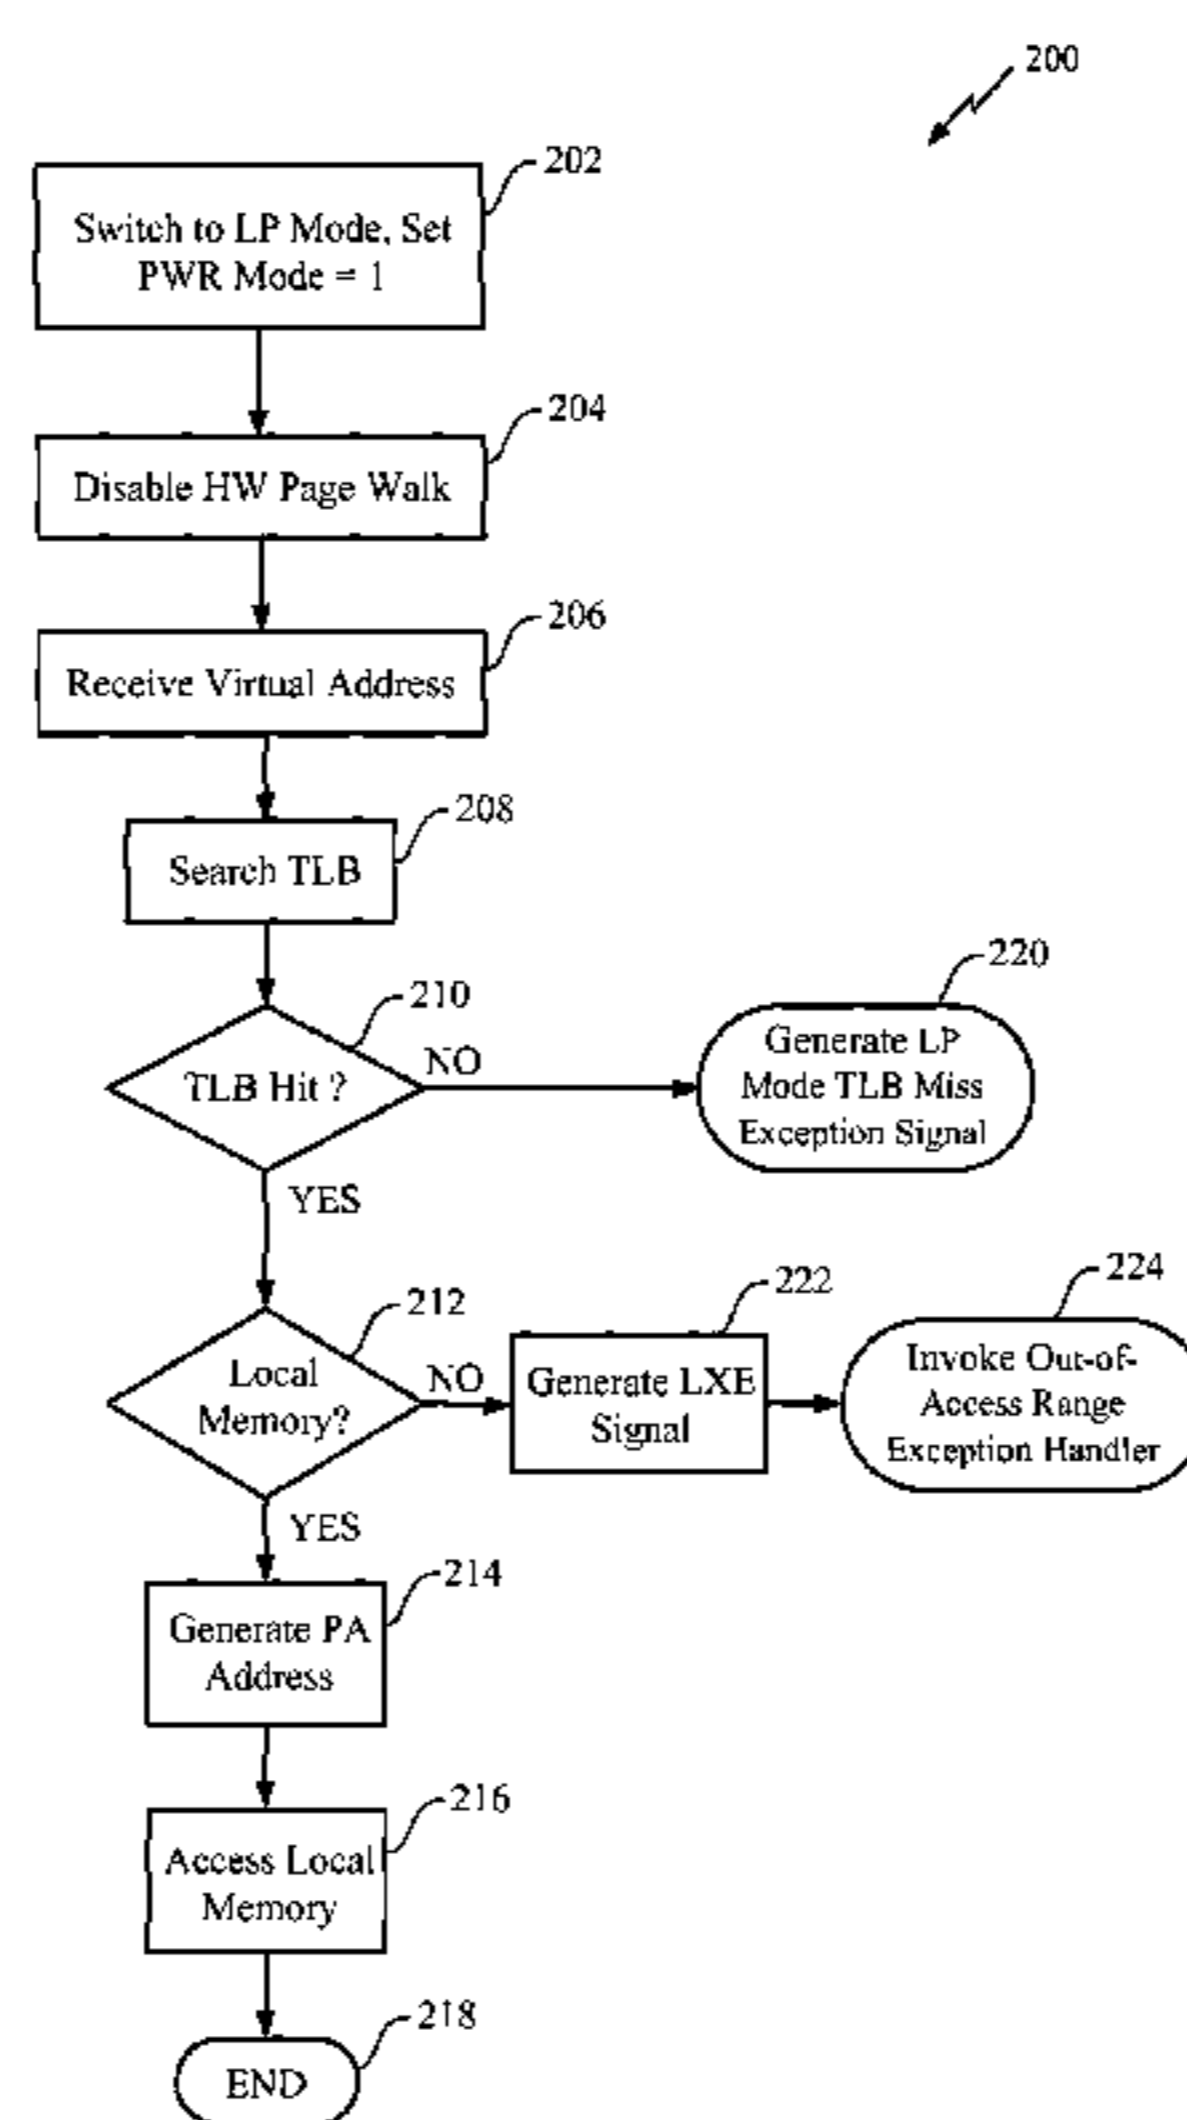 200
202
Switch to LP Mode, Set
PWR Mode = 1
204
Disable HW Page Walk
206
Receive Virtual Address
208
Search TLB
210
TLB Hit ?
NO
220
Generate LP
Mode TLB Miss
Exception Signal
YES
212
Local
Memory?
NO
222
Generate LXE
Signal
224
Invoke Out-of-
Access Range
Exception Handler
YES
214
Generate PA
Address
216
Access Local
Memory
218
END